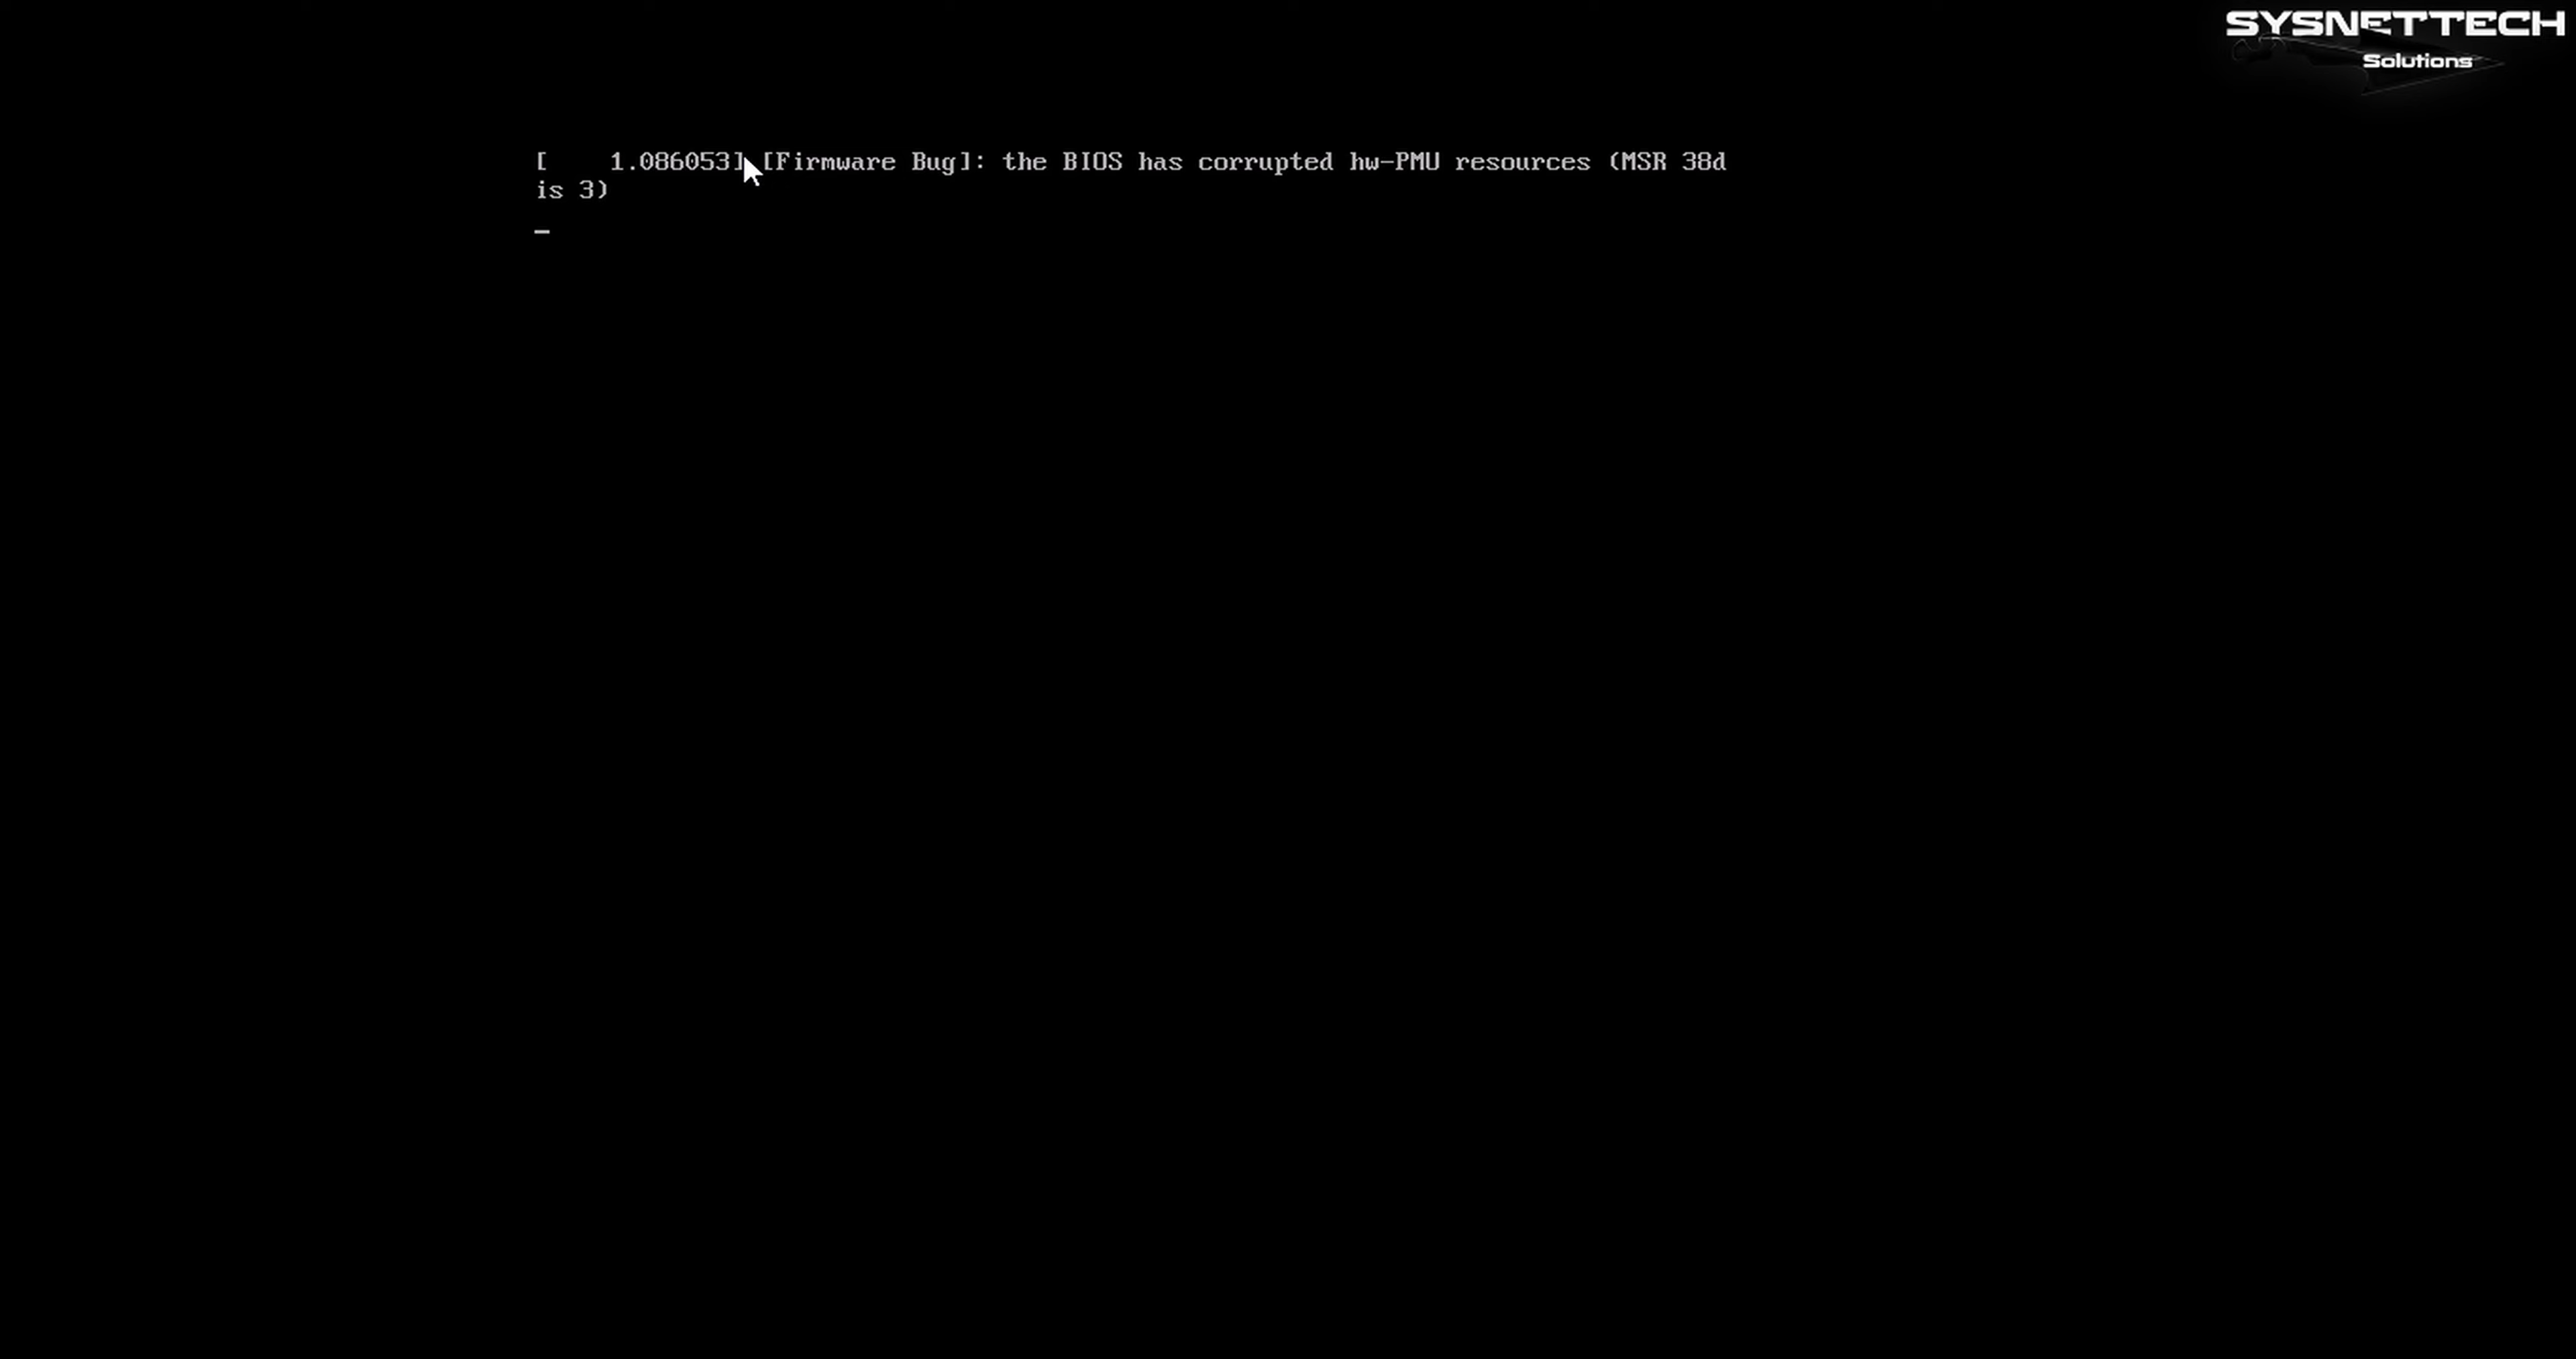 SYSNETTECH
Solutions
[    1.086053] [Firmware Bug]: the BIOS has corrupted hw-PMU resources (MSR 38d
is 3)
_